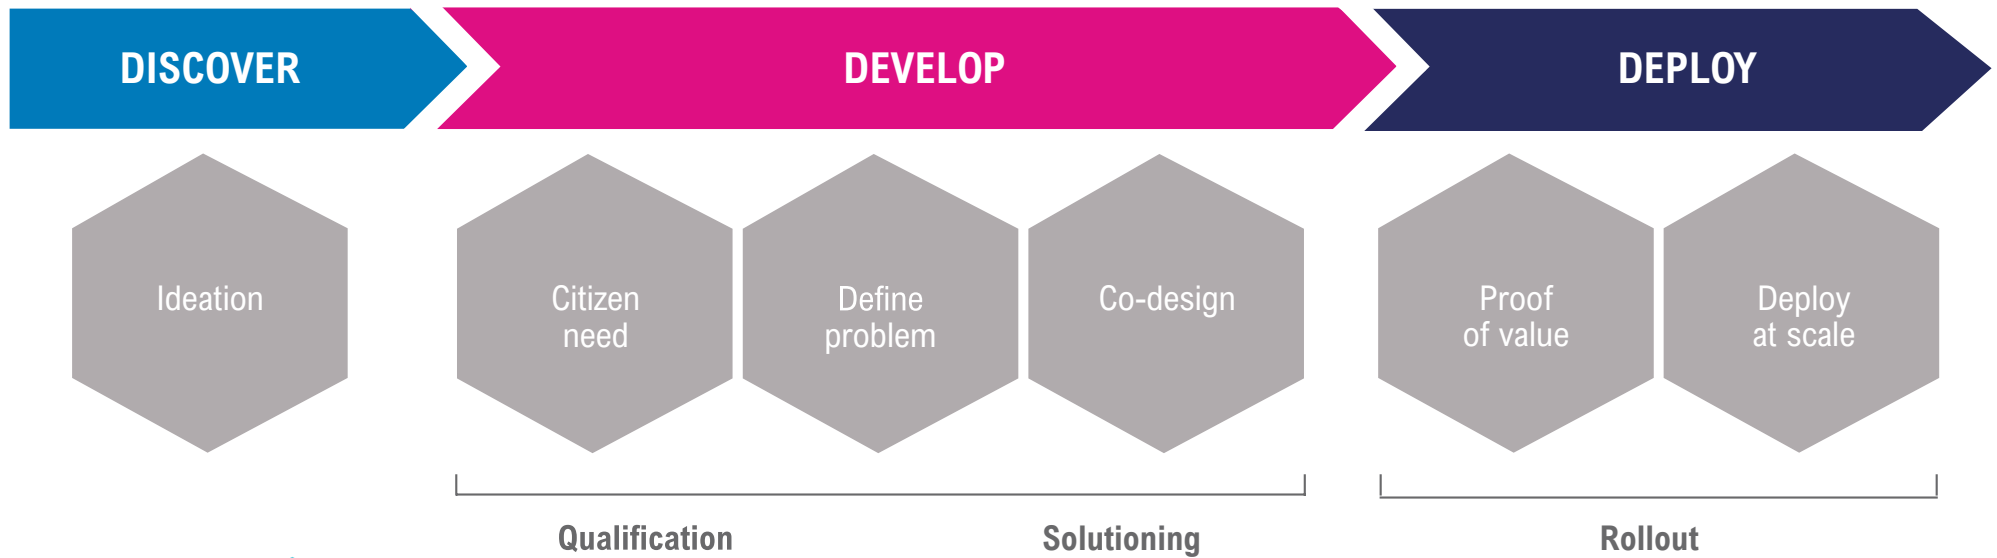 DISCOVER
DEVELOP
DEPLOY
Ideation
Citizen
need
Define
problem
Co-design
Proof
of value
Deploy
at scale
Qualification
Solutioning
Rollout